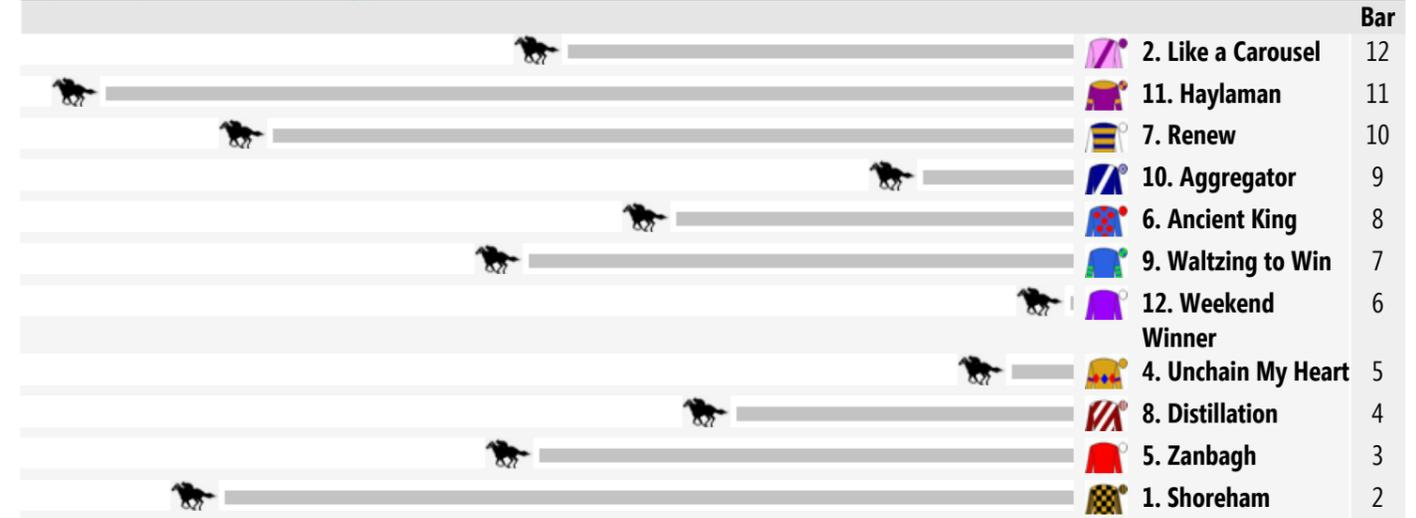 Bar
2. Like a Carousel 12
11. Haylaman 11
7. Renew 10
10. Aggregator 9
6. Ancient King 8
9. Waltzing to Win 7
12. Weekend 6
Winner
4. Unchain My Heart 5
8. Distillation 4
5. Zanbagh 3
1. Shoreham 2